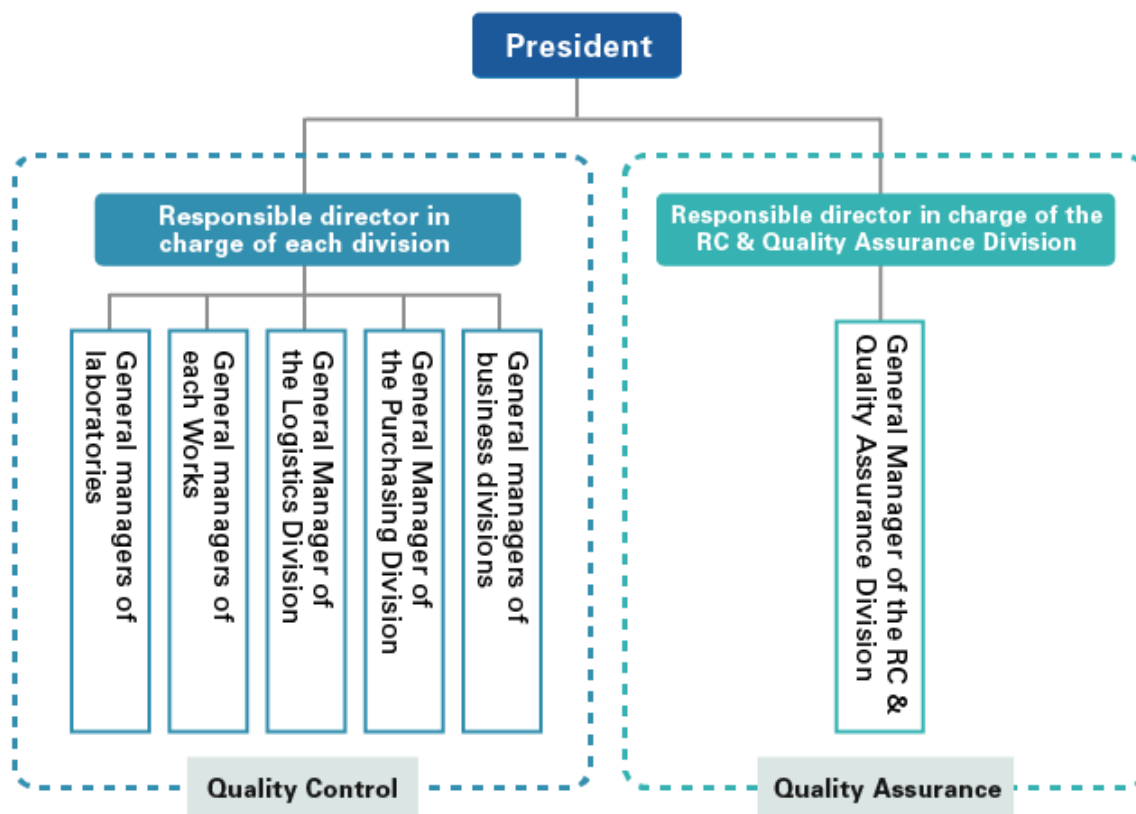 President
Responsible director in
charge of each division
Responsible director in charge of the
RC & Quality Assurance Division
General managers of
laboratories
General managers of
each Works
General Manager of
the Logistics Division
General Manager of
the Purchasing Division
General managers of
business divisions
General Manager of the RC &
Quality Assurance Division
Quality Control
Quality Assurance